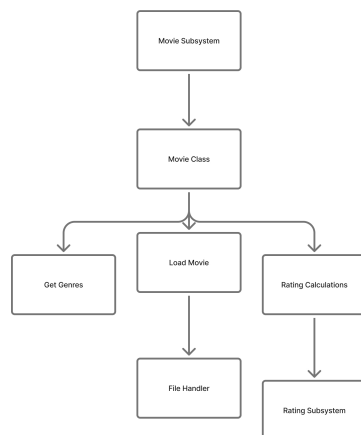 Movie Subsystem
Movie Class
Get Genres
Load Movie
Rating Calculations
File Handler
Rating Subsystem